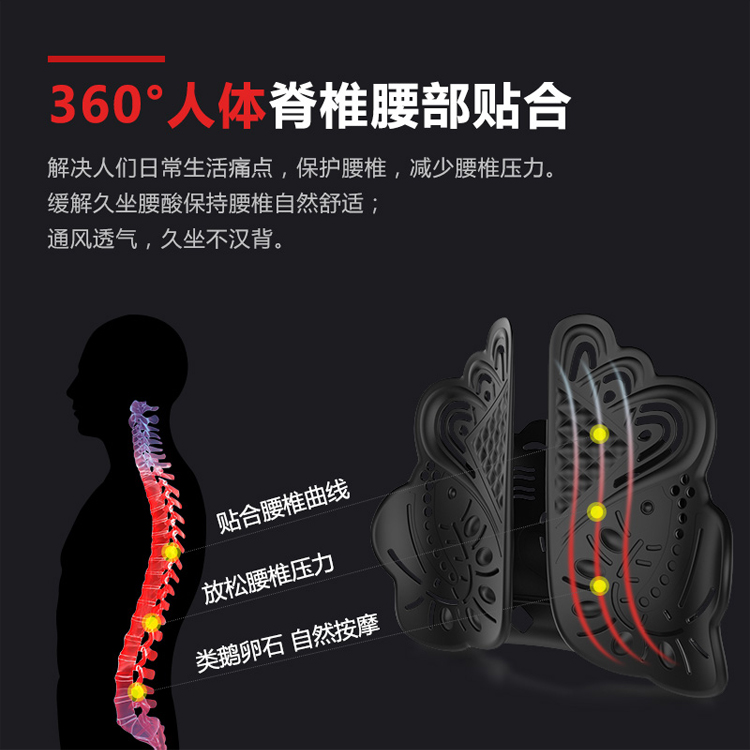 360°人体脊椎腰部贴合
解决人们日常生活痛点，保护腰椎，减少腰椎压力。
缓解久坐腰酸保持腰椎自然舒适；
通风透气，久坐不汉背。
贴合腰椎曲线
放松腰椎压力
类鹅卵石 自然按摩